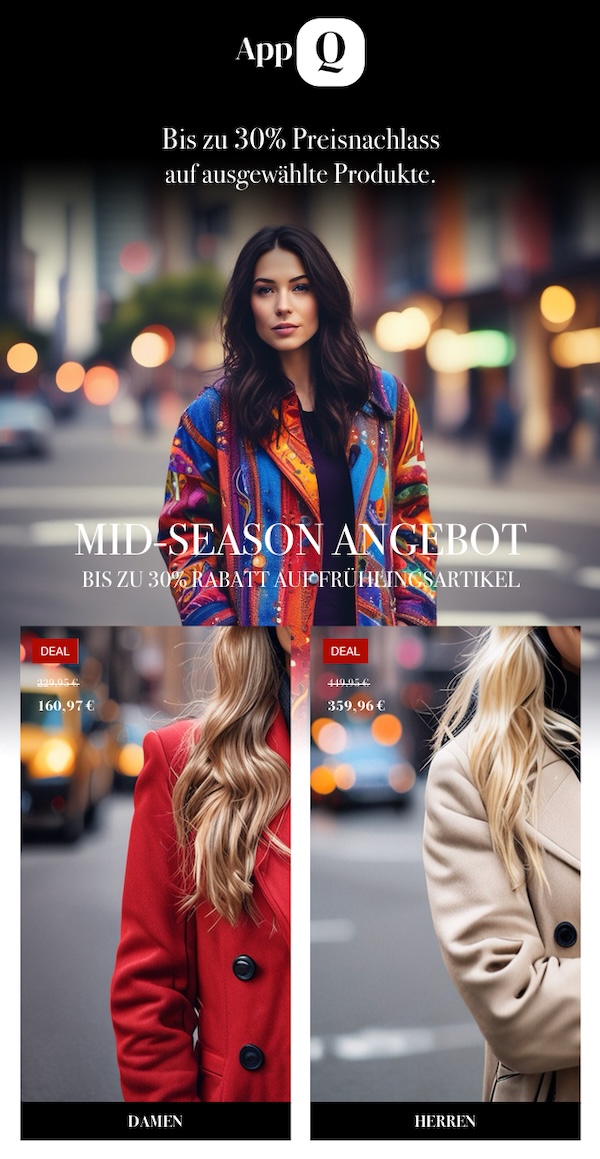 App Q
Bis zu 30% Preisnachlass
auf ausgewählte Produkte.
MID-SEASON ANGEBOT
BIS ZU 30% RABATT AUF FRÜHLINGSARTIKEL
DEAL
229,95 €
160,97 €
DAMEN
DEAL
449,95 €
359,96 €
HERREN